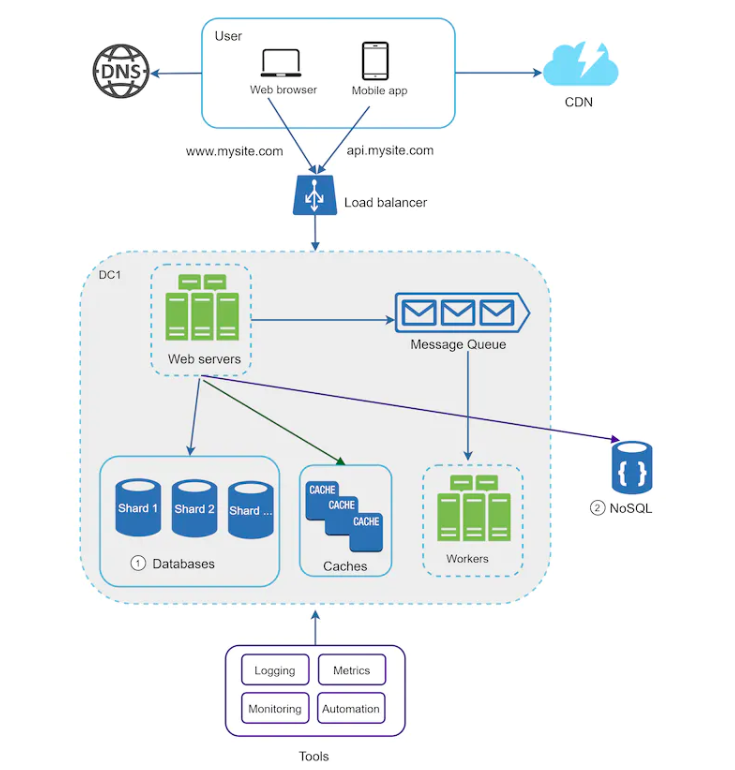 User
DNS
Web browser
Mobile app
CDN
www.mysite.com
api.mysite.com
Load balancer
DC1
Web servers
Message Queue
Shard 1
Shard 2
Shard ...
1 Databases
CACHE
CACHE
CACHE
Caches
Workers
{ }
2 NoSQL
Logging
Metrics
Monitoring
Automation
Tools